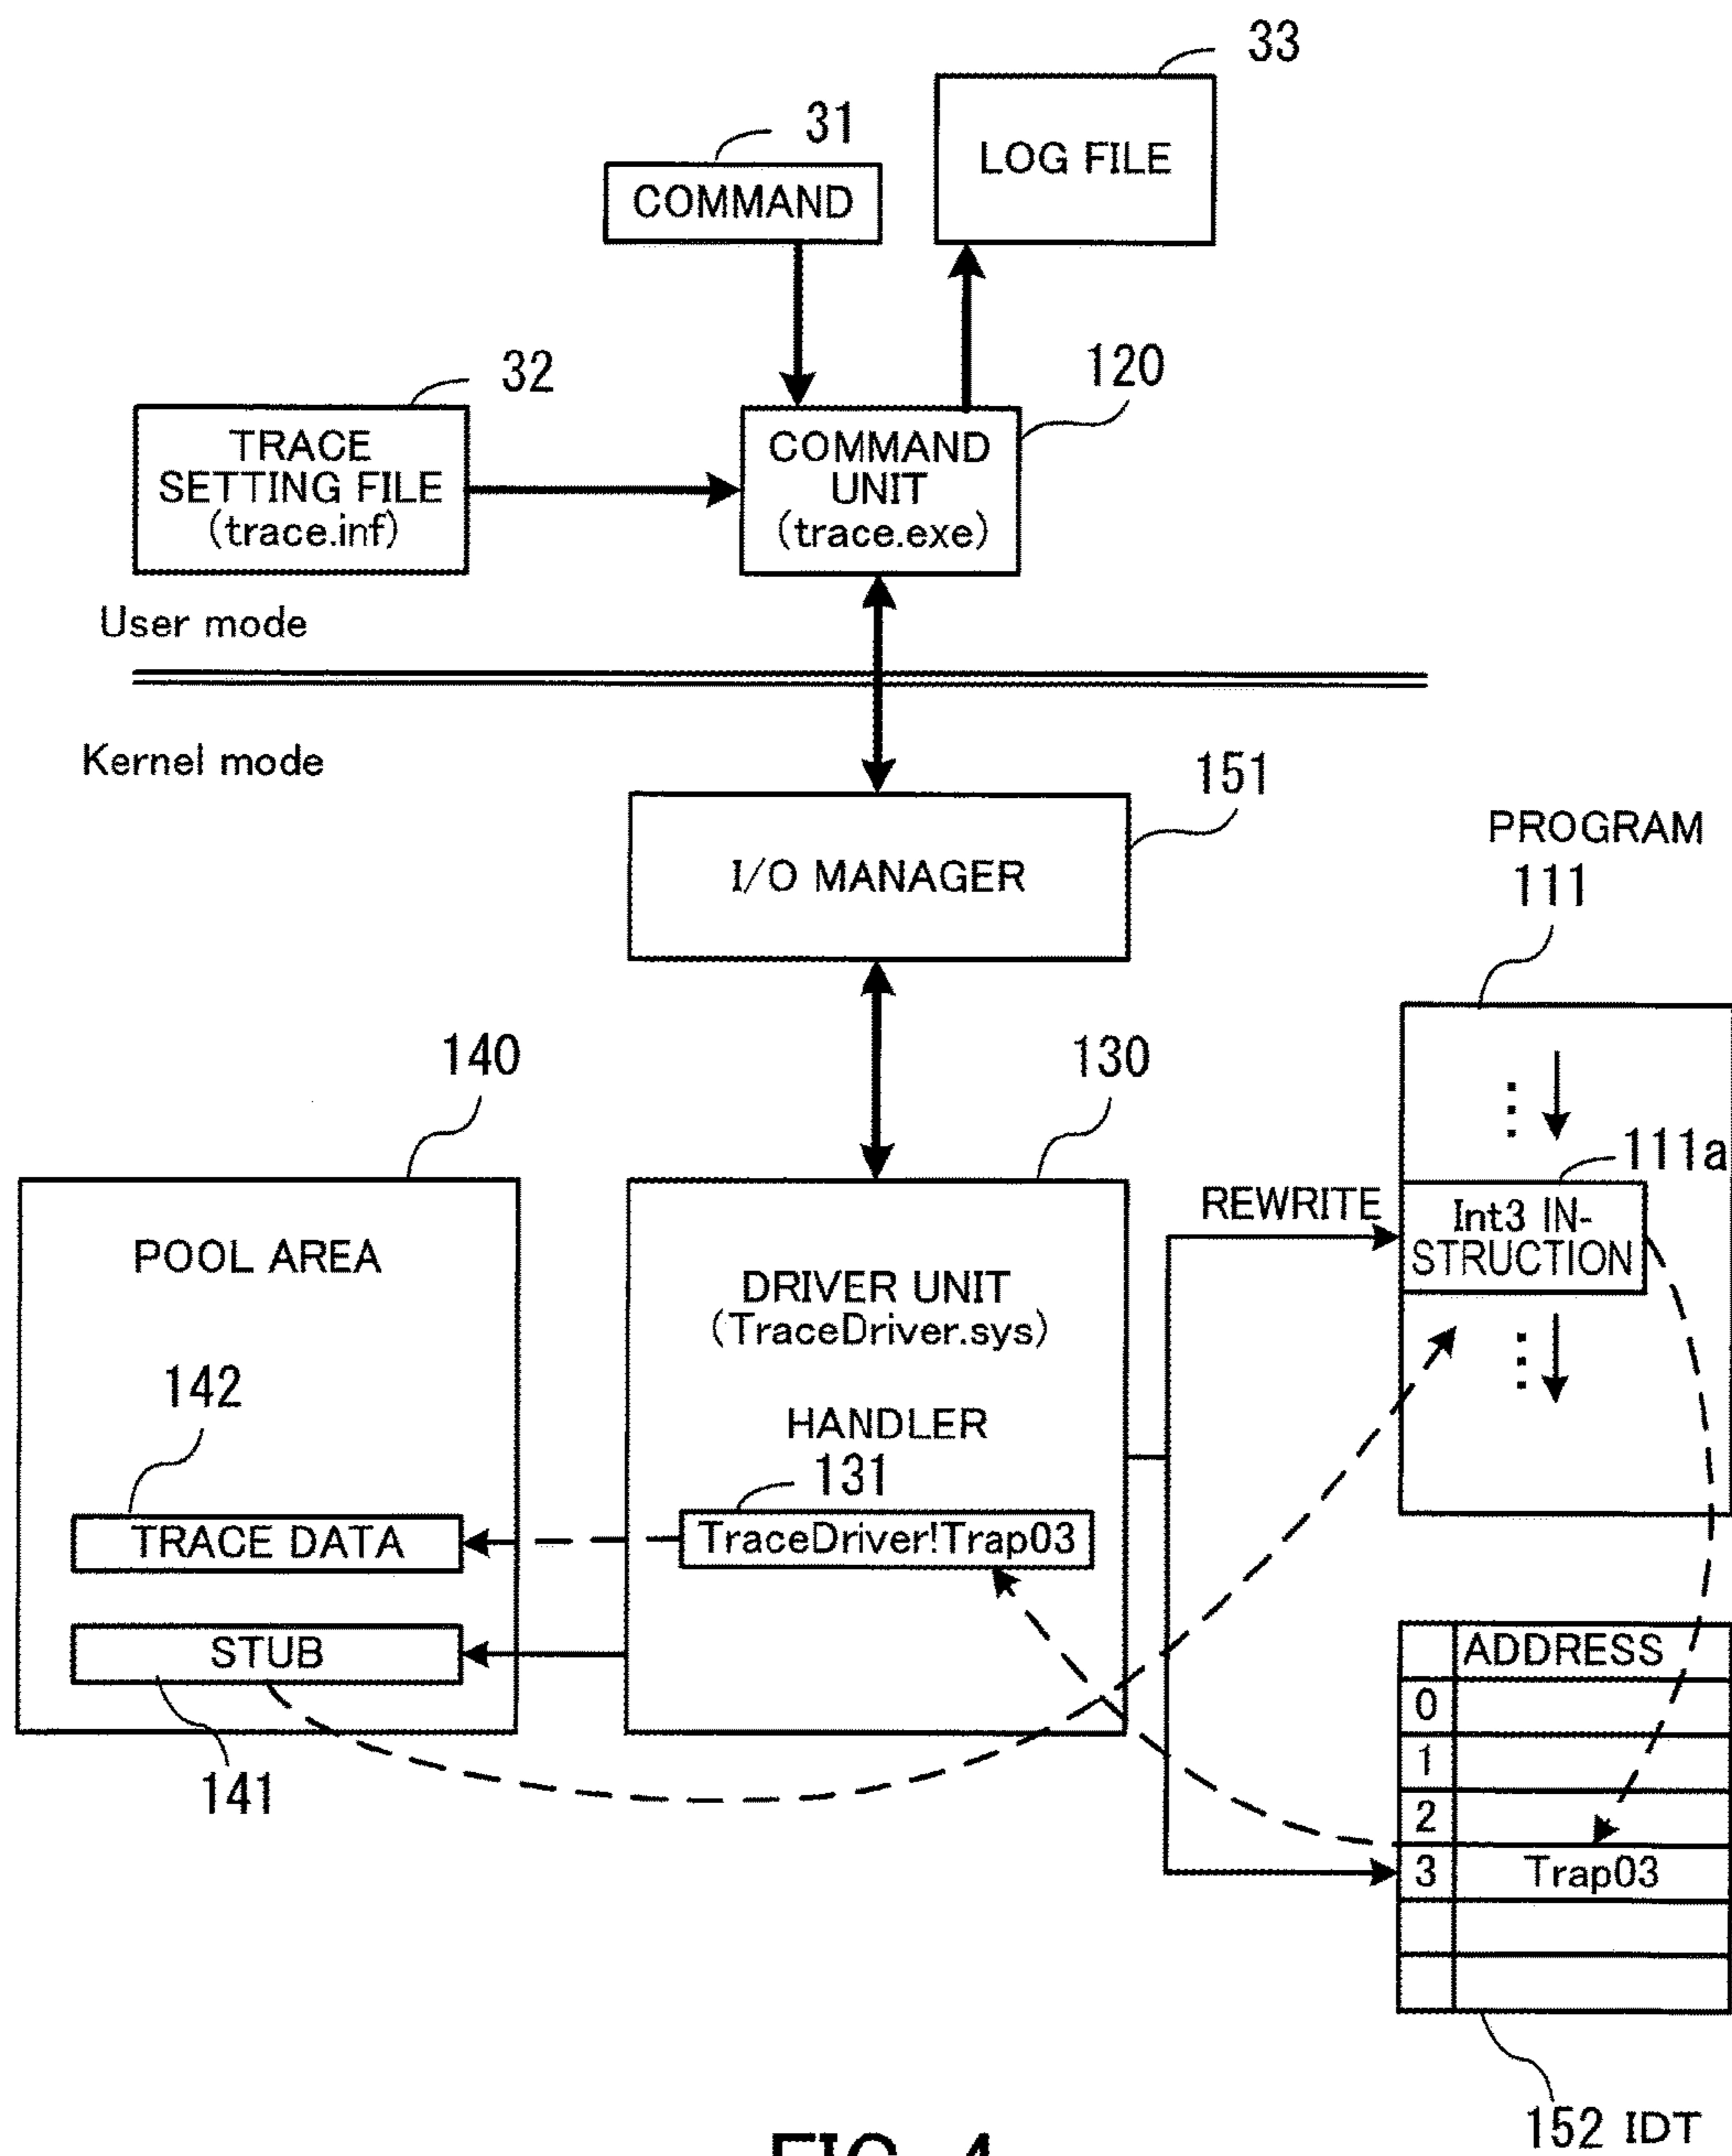 33
31
LOG FILE
COMMAND
32
120
TRACE
SETTING FILE
(trace.inf)
COMMAND
UNIT
(trace.exe)
User mode
Kernel mode
151
I/O MANAGER
PROGRAM
111
140
130
111a
REWRITE
Int3 IN-
STRUCTION
POOL AREA
DRIVER UNIT
(TraceDriver.sys)
142
HANDLER
131
TRACE DATA
TraceDriver!Trap03
STUB
141
ADDRESS
0
1
2
3 Trap03
152 IDT
FIG. 4